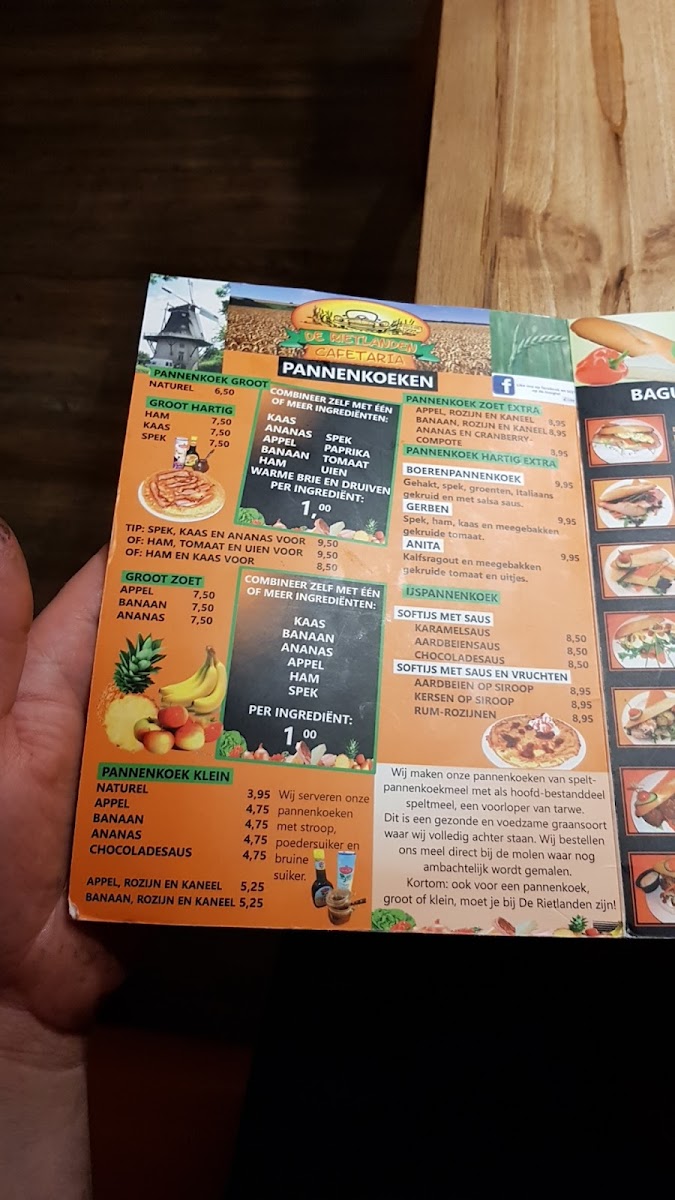 DE RIETLANDEN
CAFETARIA
PANNENKOEKEN
PANNENKOEK GROOT
NATUREL 6,50
GROOT HARTIG
HAM 7,50
KAAS 7,50
SPEK 7,50
COMBINEER ZELF MET ÉÉN
OF MEER INGREDIËNTEN:
KAAS
ANANAS SPEK
APPEL PAPRIKA
BANAAN TOMAAT
HAM UIEN
WARME BRIE EN DRUIVEN
PER INGREDIËNT:
1,00
TIP: SPEK, KAAS EN ANANAS VOOR 9,50
OF: HAM, TOMAAT EN UIEN VOOR 9,50
OF: HAM EN KAAS VOOR 8,50
GROOT ZOET
APPEL 7,50
BANAAN 7,50
ANANAS 7,50
COMBINEER ZELF MET ÉÉN
OF MEER INGREDIËNTEN:
KAAS
BANAAN
ANANAS
APPEL
HAM
SPEK
PER INGREDIËNT:
1,00
PANNENKOEK KLEIN
NATUREL 3,95
APPEL 4,75
BANAAN 4,75
ANANAS 4,75
CHOCOLADESAUS 4,75
APPEL, ROZIJN EN KANEEL 5,25
BANAAN, ROZIJN EN KANEEL 5,25
Wij serveren onze
pannenkoeken
met stroop,
poedersuiker en
bruine
suiker.
PANNENKOEK ZOET EXTRA
APPEL, ROZIJN EN KANEEL 8,95
BANAAN, ROZIJN EN KANEEL 8,95
ANANAS EN CRANBERRY-
COMPOTE 8,95
PANNENKOEK HARTIG EXTRA
BOERENPANNENKOEK 9,95
Gehakt, spek, groenten, Italiaans
gekruid en met salsa saus.
GERBEN 9,95
Spek, ham, kaas en meegebakken
gekruide tomaat.
ANITA 9,95
Kalfsragout en meegebakken
gekruide tomaat en uitjes.
IJSPANNENKOEK
SOFTIJS MET SAUS
KARAMELSAUS 8,50
AARDBEIENSAUS 8,50
CHOCOLADESAUS 8,50
SOFTIJS MET SAUS EN VRUCHTEN
AARDBEIEN OP SIROOP 8,95
KERSEN OP SIROOP 8,95
RUM-ROZIJNEN 8,95
Wij maken onze pannenkoeken van spelt-
pannenkoekmeel met als hoofd-bestanddeel
speltmeel, een voorloper van tarwe.
Dit is een gezonde en voedzame graansoort
waar wij volledig achter staan. Wij bestellen
ons meel direct bij de molen waar nog
ambachtelijk wordt gemalen.
Kortom: ook voor een pannenkoek,
groot of klein, moet je bij De Rietlanden zijn!